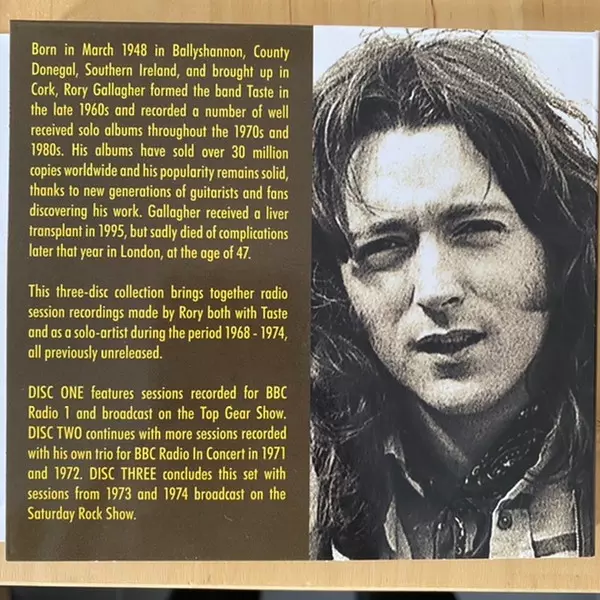 Born in March 1948 in Ballyshannon, County
Donegal, Southern Ireland, and brought up in
Cork, Rory Gallagher formed the band Taste in
the late 1960s and recorded a number of well
received solo albums throughout the 1970s and
1980s. His albums have sold over 30 million
copies worldwide and his popularity remains solid,
thanks to new generations of guitarists and fans
discovering his work. Gallagher received a liver
transplant in 1995, but sadly died of complications
later that year in London, at the age of 47.
This three-disc collection brings together radio
session recordings made by Rory both with Taste
and as a solo-artist during the period 1968 - 1974,
all previously unreleased.
DISC ONE features sessions recorded for BBC
Radio 1 and broadcast on the Top Gear Show.
DISC TWO continues with more sessions recorded
with his own trio for BBC Radio In Concert in 1971
and 1972. DISC THREE concludes this set with
sessions from 1973 and 1974 broadcast on the
Saturday Rock Show.